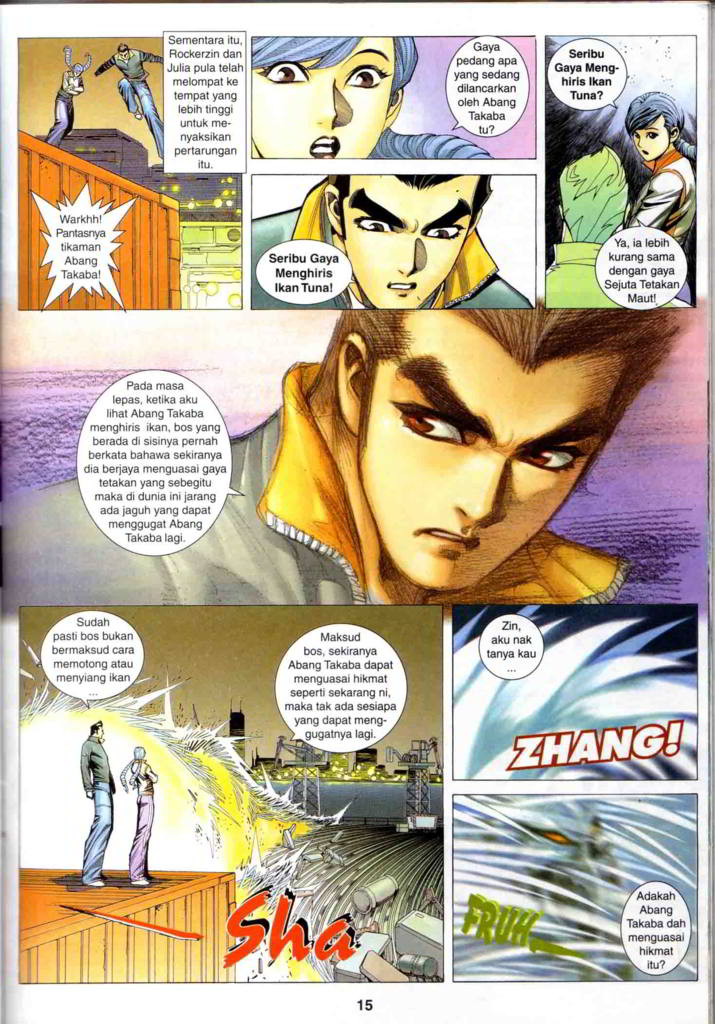 Sementara itu,
Rockerzin dan
Julia pula telah
melompat ke
tempat yang
lebih tinggi
untuk me-
nyaksikan
pertarungan
itu.
Warkhh!
Pantasnya
tikaman
Abang
Takaba!
Gaya
pedang apa
yang sedang
dilancarkan
oleh Abang
Takaba
tu?
Seribu Gaya
Menghiris
Ikan Tuna!
Seribu
Gaya Meng-
hiris Ikan
Tuna?
Ya, ia lebih
kurang sama
dengan gaya
Sejuta Tetakan
Maut!
Pada masa
lepas, ketika aku
lihat Abang Takaba
menghiris ikan, bos yang
berada di sisinya pernah
berkata bahawa sekiranya
dia berjaya menguasai gaya
tetakan yang sebegitu
maka di dunia ini jarang
ada jaguh yang dapat
menggugat Abang
Takaba lagi.
Sudah
pasti bos bukan
bermaksud cara
memotong atau
menyiang ikan
...
Maksud
bos, sekiranya
Abang Takaba dapat
menguasai hikmat
seperti sekarang ni,
maka tak ada sesiapa
yang dapat meng-
gugatnya lagi.
Sha
Zin,
aku nak
tanya kau
...
ZHANG!
FRUH
Adakah
Abang
Takaba dah
menguasai
hikmat
itu?
15